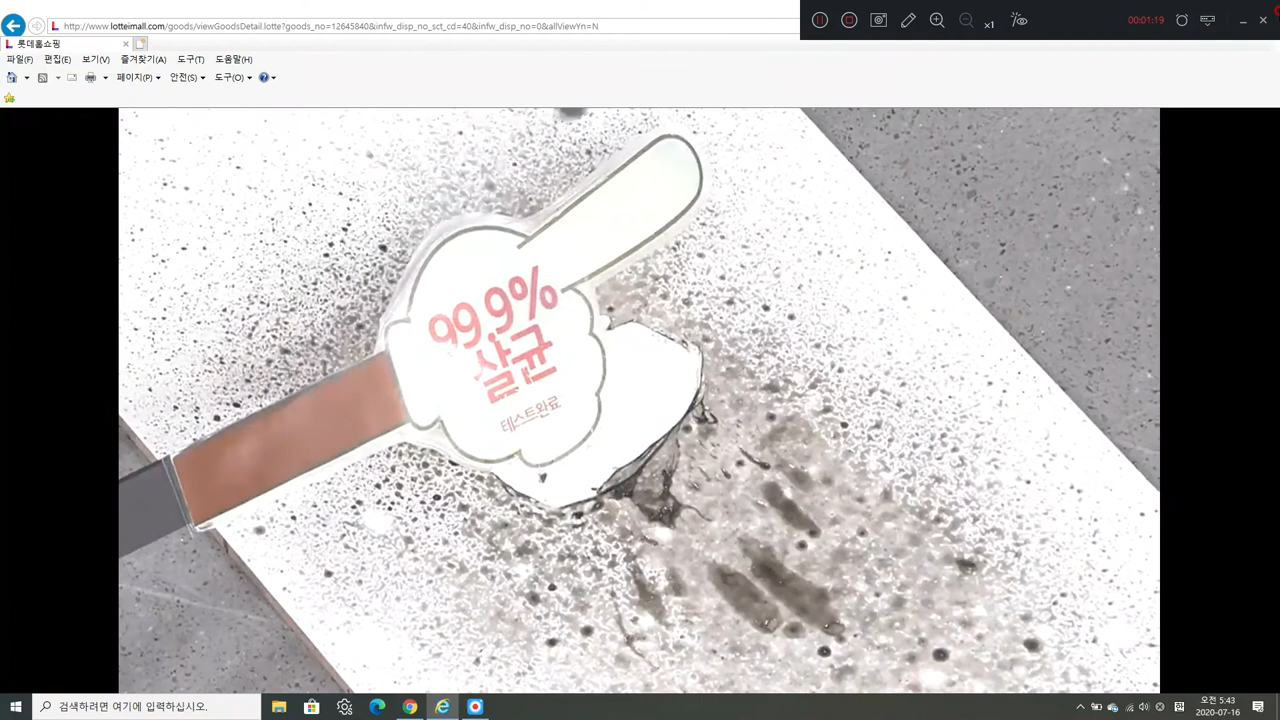 http://www.lotteimall.com/goods/viewGoodsDetail.lotte?goods_no=12645840&infw_disp_no_sct_cd=40&infw_disp_no=0&allViewYn=N
×1
00:01:19
롯데홈쇼핑
파일(F) 편집(E) 보기(V) 즐겨찾기(A) 도구(T) 도움말(H)
페이지(P) 안전(S) 도구(O)
99.9%
살균
테스트완료
검색하려면 여기에 입력하십시오.
오전 5:43
2020-07-16